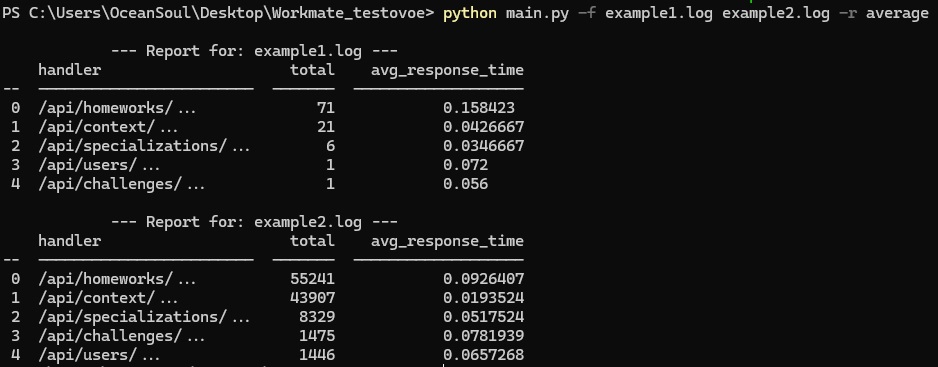 PS C:\Users\OceanSoul\Desktop\Workmate_testovoe> python main.py -f example1.log example2.log -r average
--- Report for: example1.log ---
handler total avg_response_time
-- ------------------------ ------- -------------------
0 /api/homeworks/... 71 0.158423
1 /api/context/... 21 0.0426667
2 /api/specializations/... 6 0.0346667
3 /api/users/... 1 0.072
4 /api/challenges/... 1 0.056
--- Report for: example2.log ---
handler total avg_response_time
-- ------------------------ ------- -------------------
0 /api/homeworks/... 55241 0.0926407
1 /api/context/... 43907 0.0193524
2 /api/specializations/... 8329 0.0517524
3 /api/challenges/... 1475 0.0781939
4 /api/users/... 1446 0.0657268